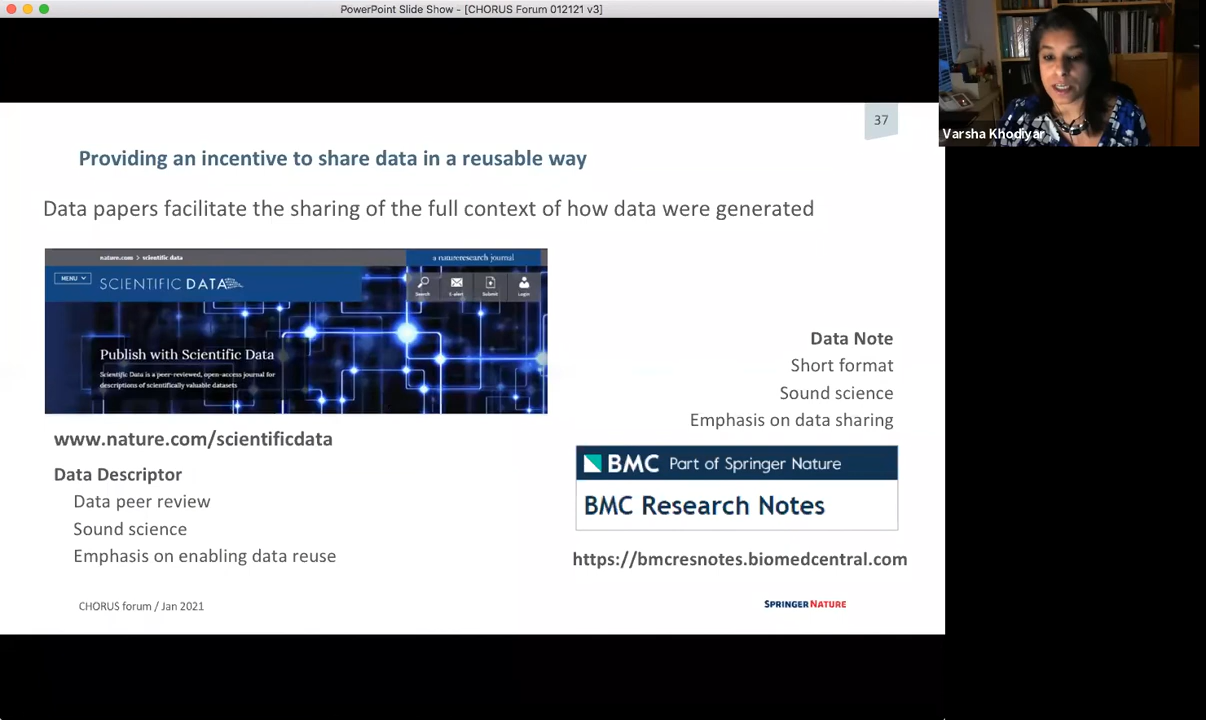 PowerPoint Slide Show - [CHORUS Forum 012121 v3]
Varsha Khodiyar
37
Providing an incentive to share data in a reusable way
Data papers facilitate the sharing of the full context of how data were generated
nature.com > scientific data
a natureresearch journal
MENU
SCIENTIFIC DATA
Search
E-alert
Submit
Login
Publish with Scientific Data
Scientific Data is a peer-reviewed, open-access journal for
descriptions of scientifically valuable datasets
www.nature.com/scientificdata
Data Descriptor
Data peer review
Sound science
Emphasis on enabling data reuse
Data Note
Short format
Sound science
Emphasis on data sharing
BMC Part of Springer Nature
BMC Research Notes
https://bmcresnotes.biomedcentral.com
CHORUS forum / Jan 2021
SPRINGER NATURE